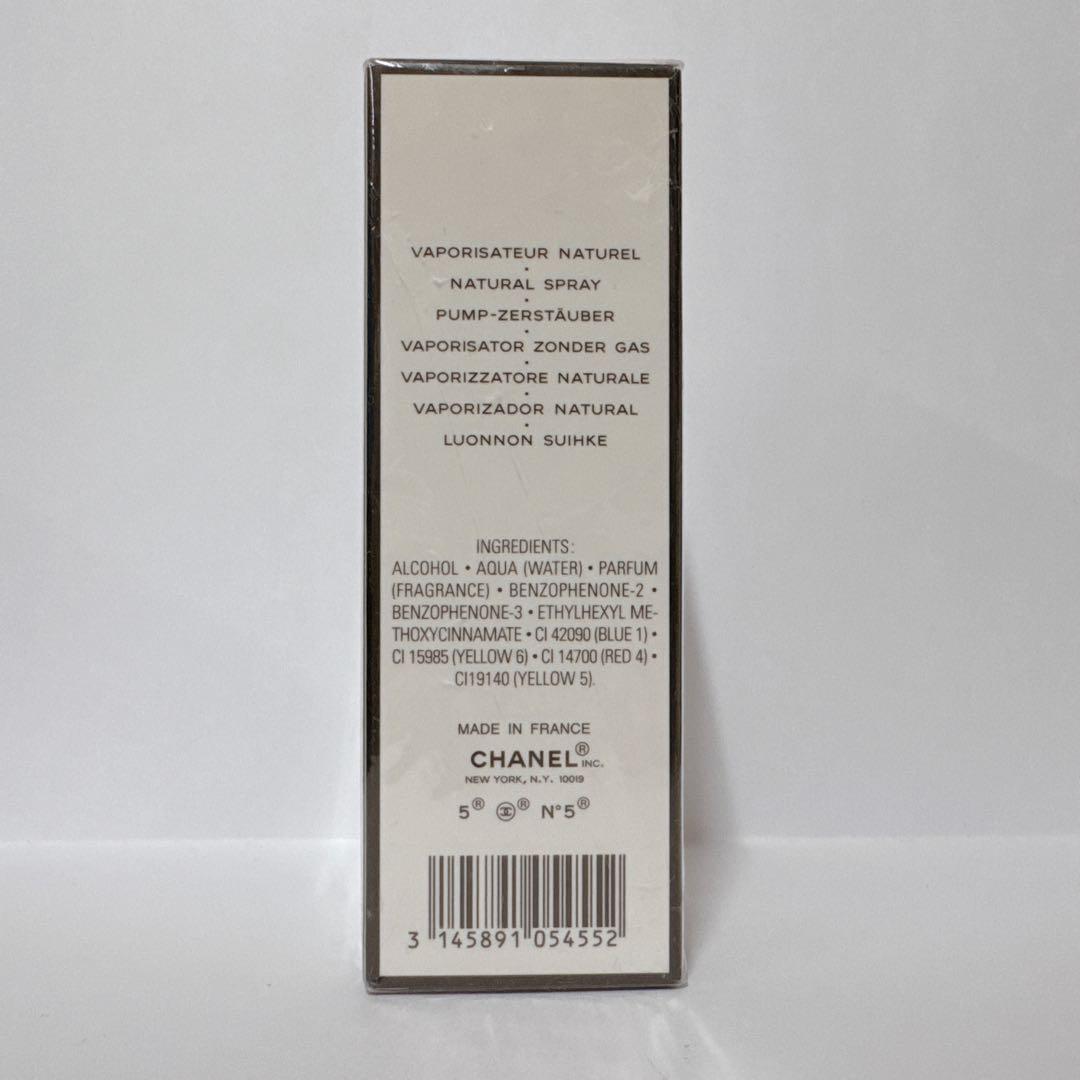 VAPORISATEUR NATUREL
•
NATURAL SPRAY
•
PUMP-ZERSTÄUBER
•
VAPORISATOR ZONDER GAS
•
VAPORIZZATORE NATURALE
•
VAPORIZADOR NATURAL
•
LUONNON SUIHKE
INGREDIENTS:
ALCOHOL • AQUA (WATER) • PARFUM
(FRAGRANCE) • BENZOPHENONE-2 •
BENZOPHENONE-3 • ETHYLHEXYL ME-
THOXYCINNAMATE • CI 42090 (BLUE 1) •
CI 15985 (YELLOW 6) • CI 14700 (RED 4) •
CI19140 (YELLOW 5).
MADE IN FRANCE
CHANEL® INC.
NEW YORK, N.Y. 10019
5® ® N°5®
3 145891 054552